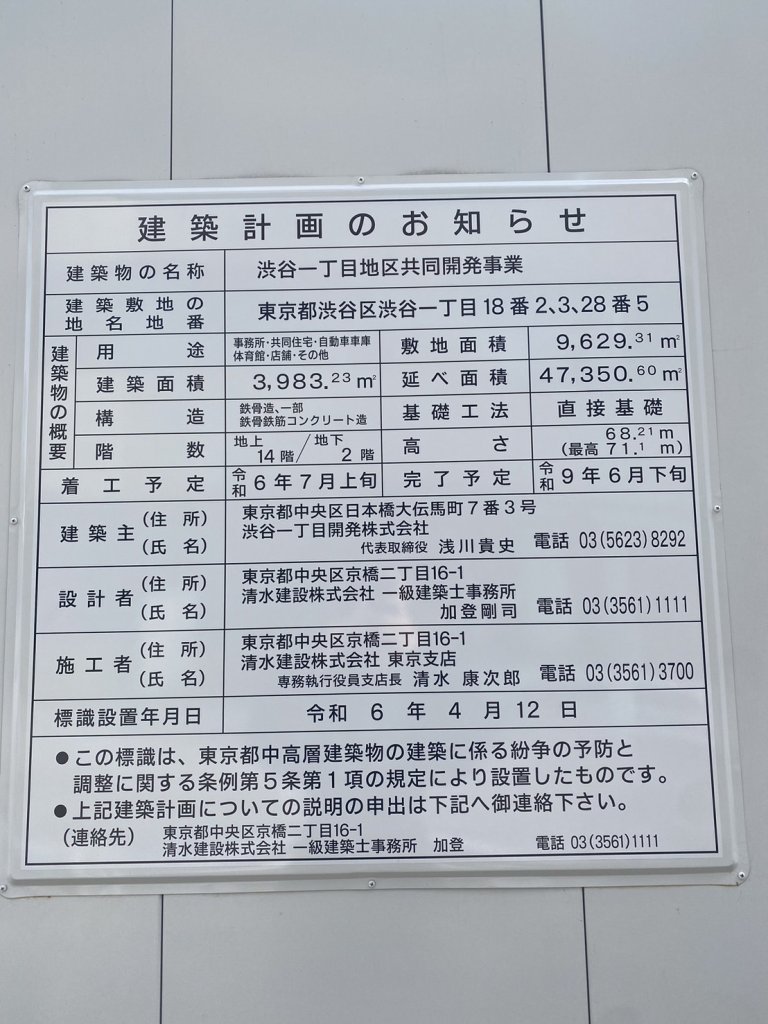 建築計画のお知らせ
建築物の名称 渋谷一丁目地区共同開発事業
建築敷地の
地名地番 東京都渋谷区渋谷一丁目18番2、3、28番5
建築物の概要
用途 事務所・共同住宅・自動車車庫
体育館・店舗・その他 敷地面積 9,629.31㎡
建築面積 3,983.23㎡ 延べ面積 47,350.60㎡
構造 鉄骨造、一部
鉄骨鉄筋コンクリート造 基礎工法 直接基礎
階数 地上14階/地下2階 高さ 68.21m
(最高 71.1m)
着工予定 令和6年7月上旬 完了予定 令和9年6月下旬
建築主 (住所) 東京都中央区日本橋大伝馬町7番3号
(氏名) 渋谷一丁目開発株式会社
代表取締役 浅川貴史 電話 03(5623)8292
設計者 (住所) 東京都中央区京橋二丁目16-1
(氏名) 清水建設株式会社 一級建築士事務所
加登剛司 電話 03(3561)1111
施工者 (住所) 東京都中央区京橋二丁目16-1
(氏名) 清水建設株式会社 東京支店
専務執行役員支店長 清水 康次郎 電話 03(3561)3700
標識設置年月日 令和 6 年 4 月 12 日
●この標識は、東京都中高層建築物の建築に係る紛争の予防と
調整に関する条例第5条第1項の規定により設置したものです。
●上記建築計画についての説明の申出は下記へ御連絡下さい。
(連絡先) 東京都中央区京橋二丁目16-1
清水建設株式会社 一級建築士事務所 加登 電話 03(3561)1111